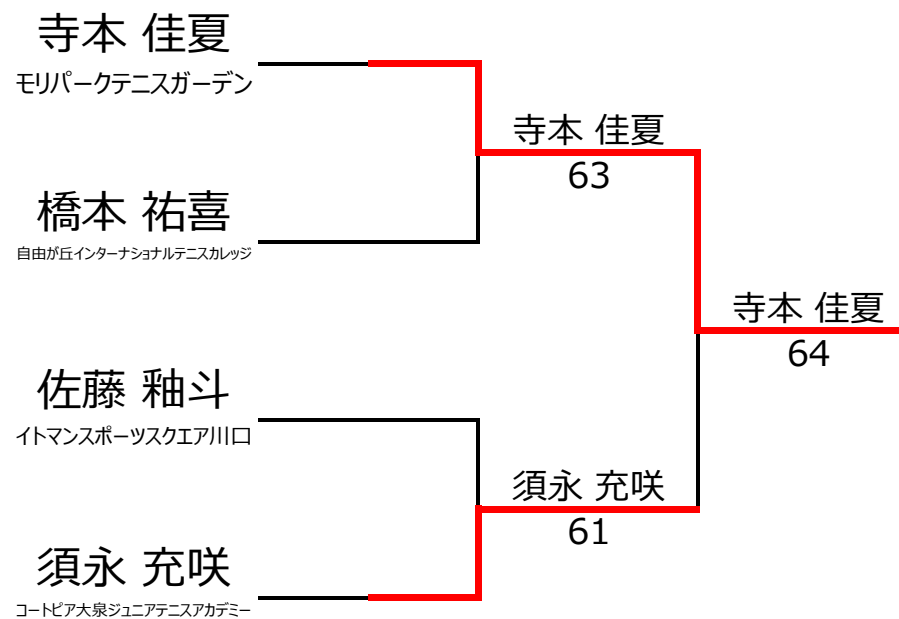 寺本 佳夏
モリパークテニスガーデン
橋本 祐喜
自由が丘インターナショナルテニスカレッジ
佐藤 釉斗
イトマンスポーツスクエア川口
須永 充咲
コートピア大泉ジュニアテニスアカデミー
寺本 佳夏
63
須永 充咲
61
寺本 佳夏
64